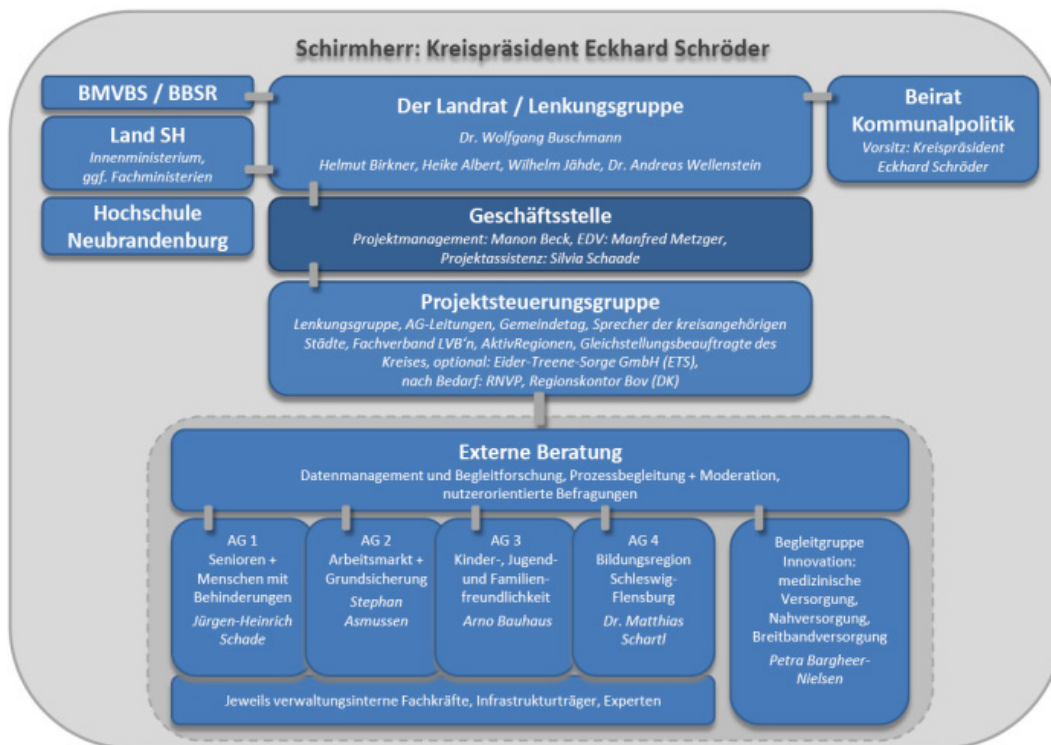 Schirmherr: Kreispräsident Eckhard Schröder
BMVBS / BBSR
Land SH
Innenministerium,
ggf. Fachministerien
Hochschule
Neubrandenburg
Der Landrat / Lenkungsgruppe
Dr. Wolfgang Buschmann
Helmut Birkner, Heike Albert, Wilhelm Jähde, Dr. Andreas Wellenstein
Beirat
Kommunalpolitik
Vorsitz: Kreispräsident
Eckhard Schröder
Geschäftsstelle
Projektmanagement: Manon Beck, EDV: Manfred Metzger,
Projektassistenz: Silvia Schaade
Projektsteuerungsgruppe
Lenkungsgruppe, AG-Leitungen, Gemeindetag, Sprecher der kreisangehörigen
Städte, Fachverband LVB‘n, AktivRegionen, Gleichstellungsbeauftragte des
Kreises, optional: Eider-Treene-Sorge GmbH (ETS),
nach Bedarf: RNVP, Regionskontor Bov (DK)
Externe Beratung
Datenmanagement und Begleitforschung, Prozessbegleitung + Moderation,
nutzerorientierte Befragungen
AG 1
Senioren +
Menschen mit
Behinderungen
Jürgen-Heinrich
Schade
AG 2
Arbeitsmarkt +
Grundsicherung
Stephan
Asmussen
AG 3
Kinder-, Jugend-
und Familien-
freundlichkeit
Arno Bauhaus
AG 4
Bildungsregion
Schleswig-
Flensburg
Dr. Matthias
Schartl
Begleitgruppe
Innovation:
medizinische
Versorgung,
Nahversorgung,
Breitbandversorgung
Petra Bargheer-
Nielsen
Jeweils verwaltungsinterne Fachkräfte, Infrastrukturträger, Experten